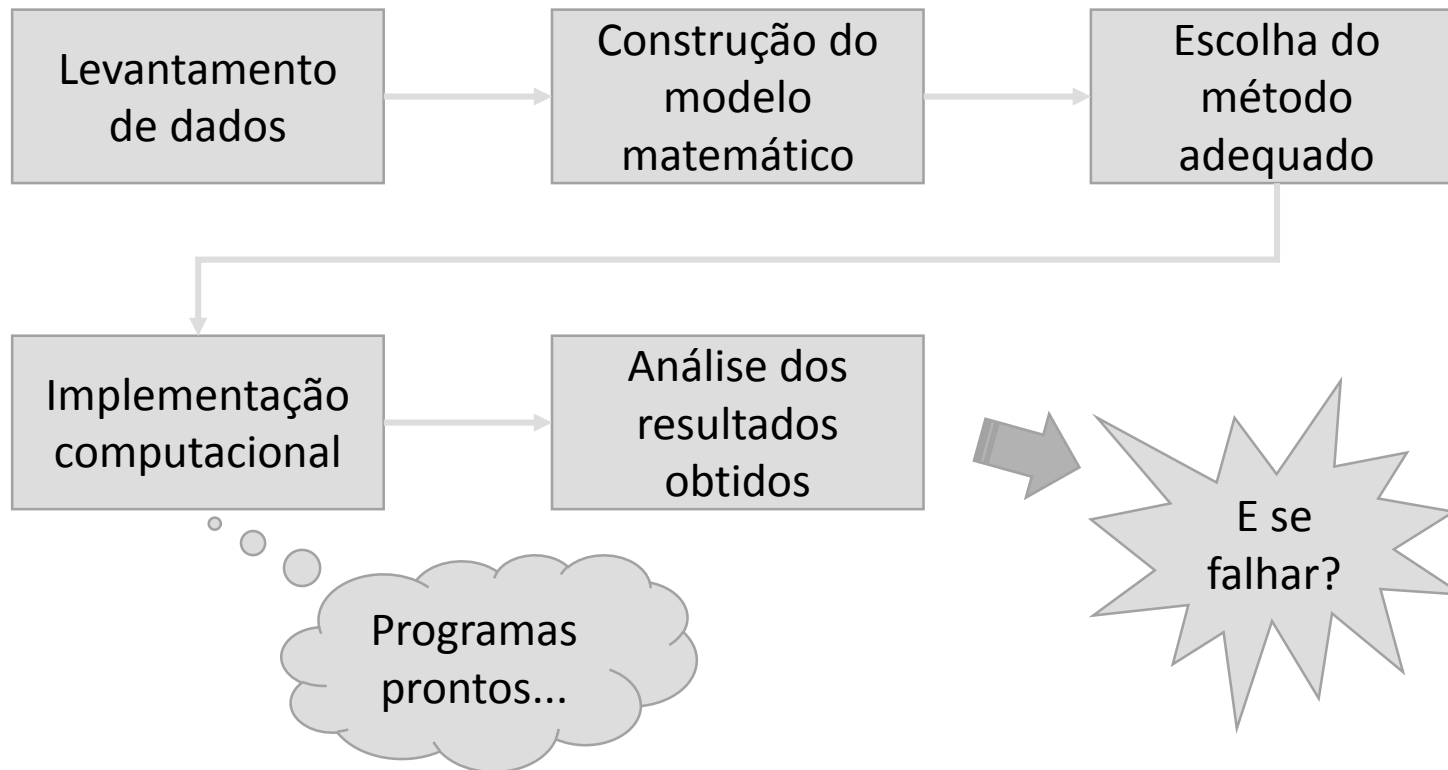 Levantamento
de dados
Construção do
modelo
matemático
Escolha do
método
adequado
Implementação
computacional
Análise dos
resultados
obtidos
E se
falhar?
Programas
prontos...